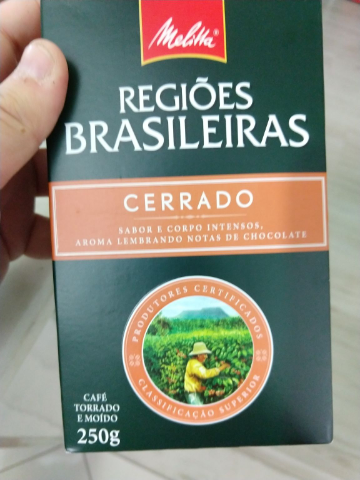 Melitta®
REGIÕES
BRASILEIRAS
CERRADO
SABOR E CORPO INTENSOS,
AROMA LEMBRANDO NOTAS DE CHOCOLATE
PRODUTORES CERTIFICADOS
CLASSIFICAÇÃO SUPERIOR
CAFÉ
TORRADO
E MOÍDO
250g